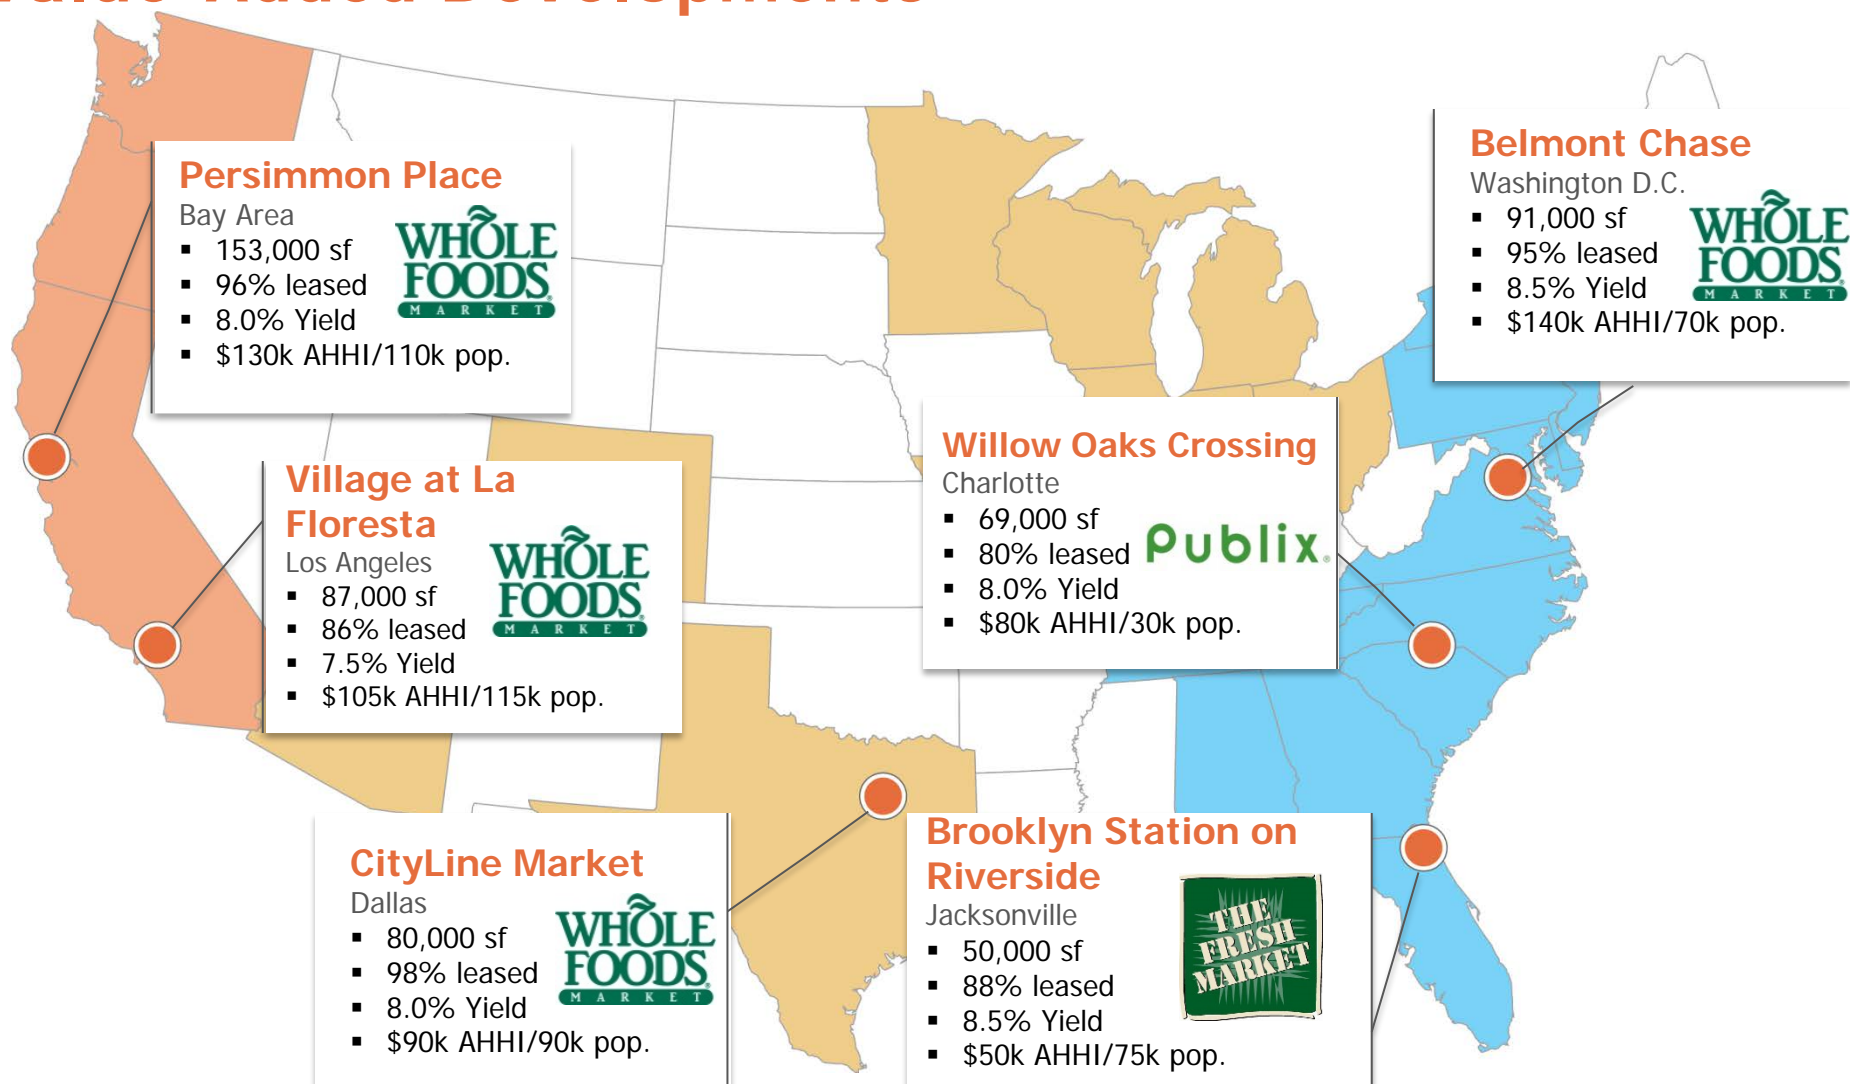 Value-Added Developments
Persimmon Place
Bay Area
▪ 153,000 sf
▪ 96% leased
▪ 8.0% Yield
▪ $130k AHHI/110k pop.
WHOLE
FOODS
MARKET
Belmont Chase
Washington D.C.
▪ 91,000 sf
▪ 95% leased
▪ 8.5% Yield
▪ $140k AHHI/70k pop.
WHOLE
FOODS
MARKET
Village at La
Floresta
Los Angeles
▪ 87,000 sf
▪ 86% leased
▪ 7.5% Yield
▪ $105k AHHI/115k pop.
WHOLE
FOODS
MARKET
Willow Oaks Crossing
Charlotte
▪ 69,000 sf
▪ 80% leased
▪ 8.0% Yield
▪ $80k AHHI/30k pop.
Publix
CityLine Market
Dallas
▪ 80,000 sf
▪ 98% leased
▪ 8.0% Yield
▪ $90k AHHI/90k pop.
WHOLE
FOODS
MARKET
Brooklyn Station on
Riverside
Jacksonville
▪ 50,000 sf
▪ 88% leased
▪ 8.5% Yield
▪ $50k AHHI/75k pop.
THE
FRESH
MARKET